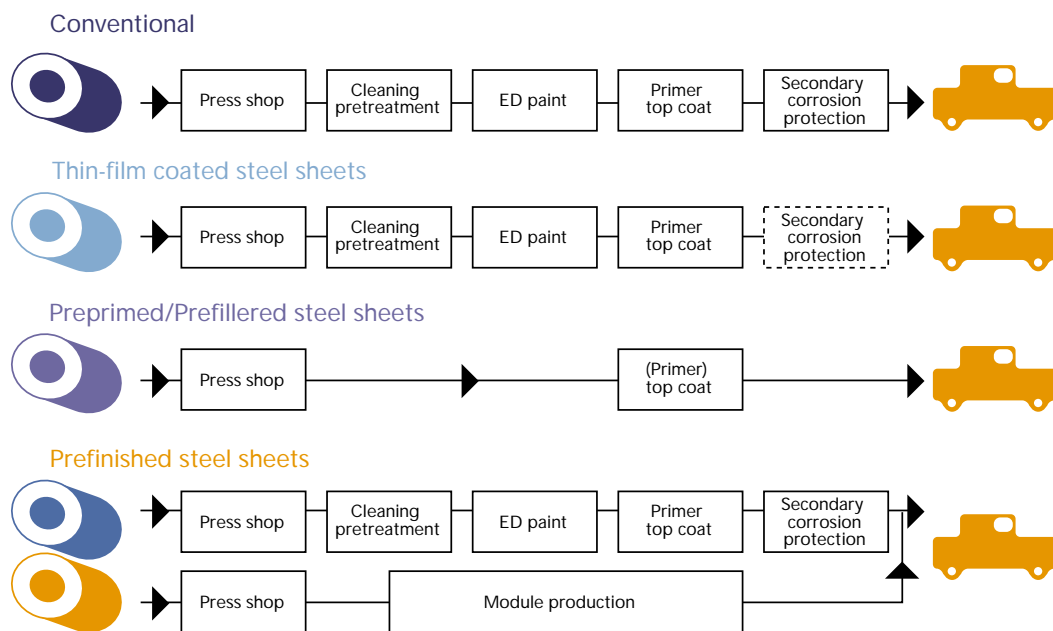 Conventional
Press shop
Cleaning
pretreatment
ED paint
Primer
top coat
Secondary
corrosion
protection
Thin-film coated steel sheets
Press shop
Cleaning
pretreatment
ED paint
Primer
top coat
Secondary
corrosion
protection
Preprimed/Prefillered steel sheets
Press shop
(Primer)
top coat
Prefinished steel sheets
Press shop
Cleaning
pretreatment
ED paint
Primer
top coat
Secondary
corrosion
protection
Press shop
Module production